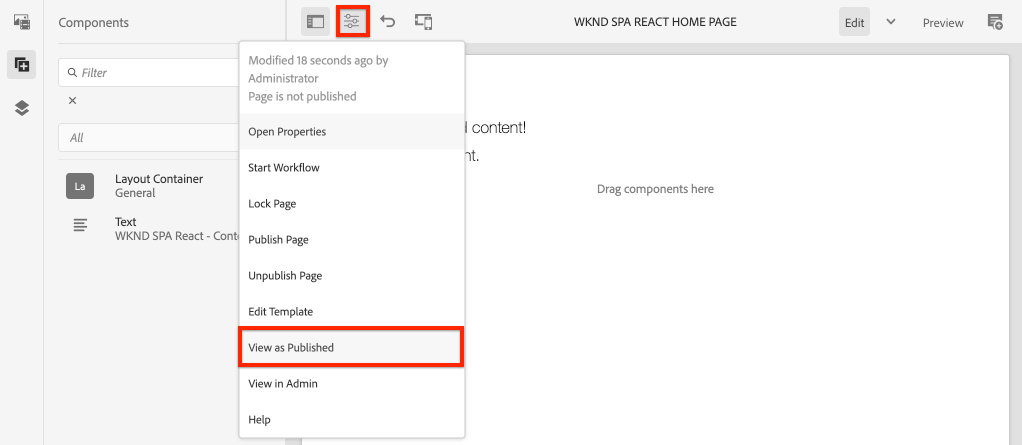 Components
WKND SPA REACT HOME PAGE
Edit
Preview
Filter
All
La
Layout Container
General
Text
WKND SPA React - Conte
Modified 18 seconds ago by
Administrator
Page is not published
Open Properties
Start Workflow
Lock Page
Publish Page
Unpublish Page
Edit Template
View as Published
View in Admin
Help
content!
Drag components here